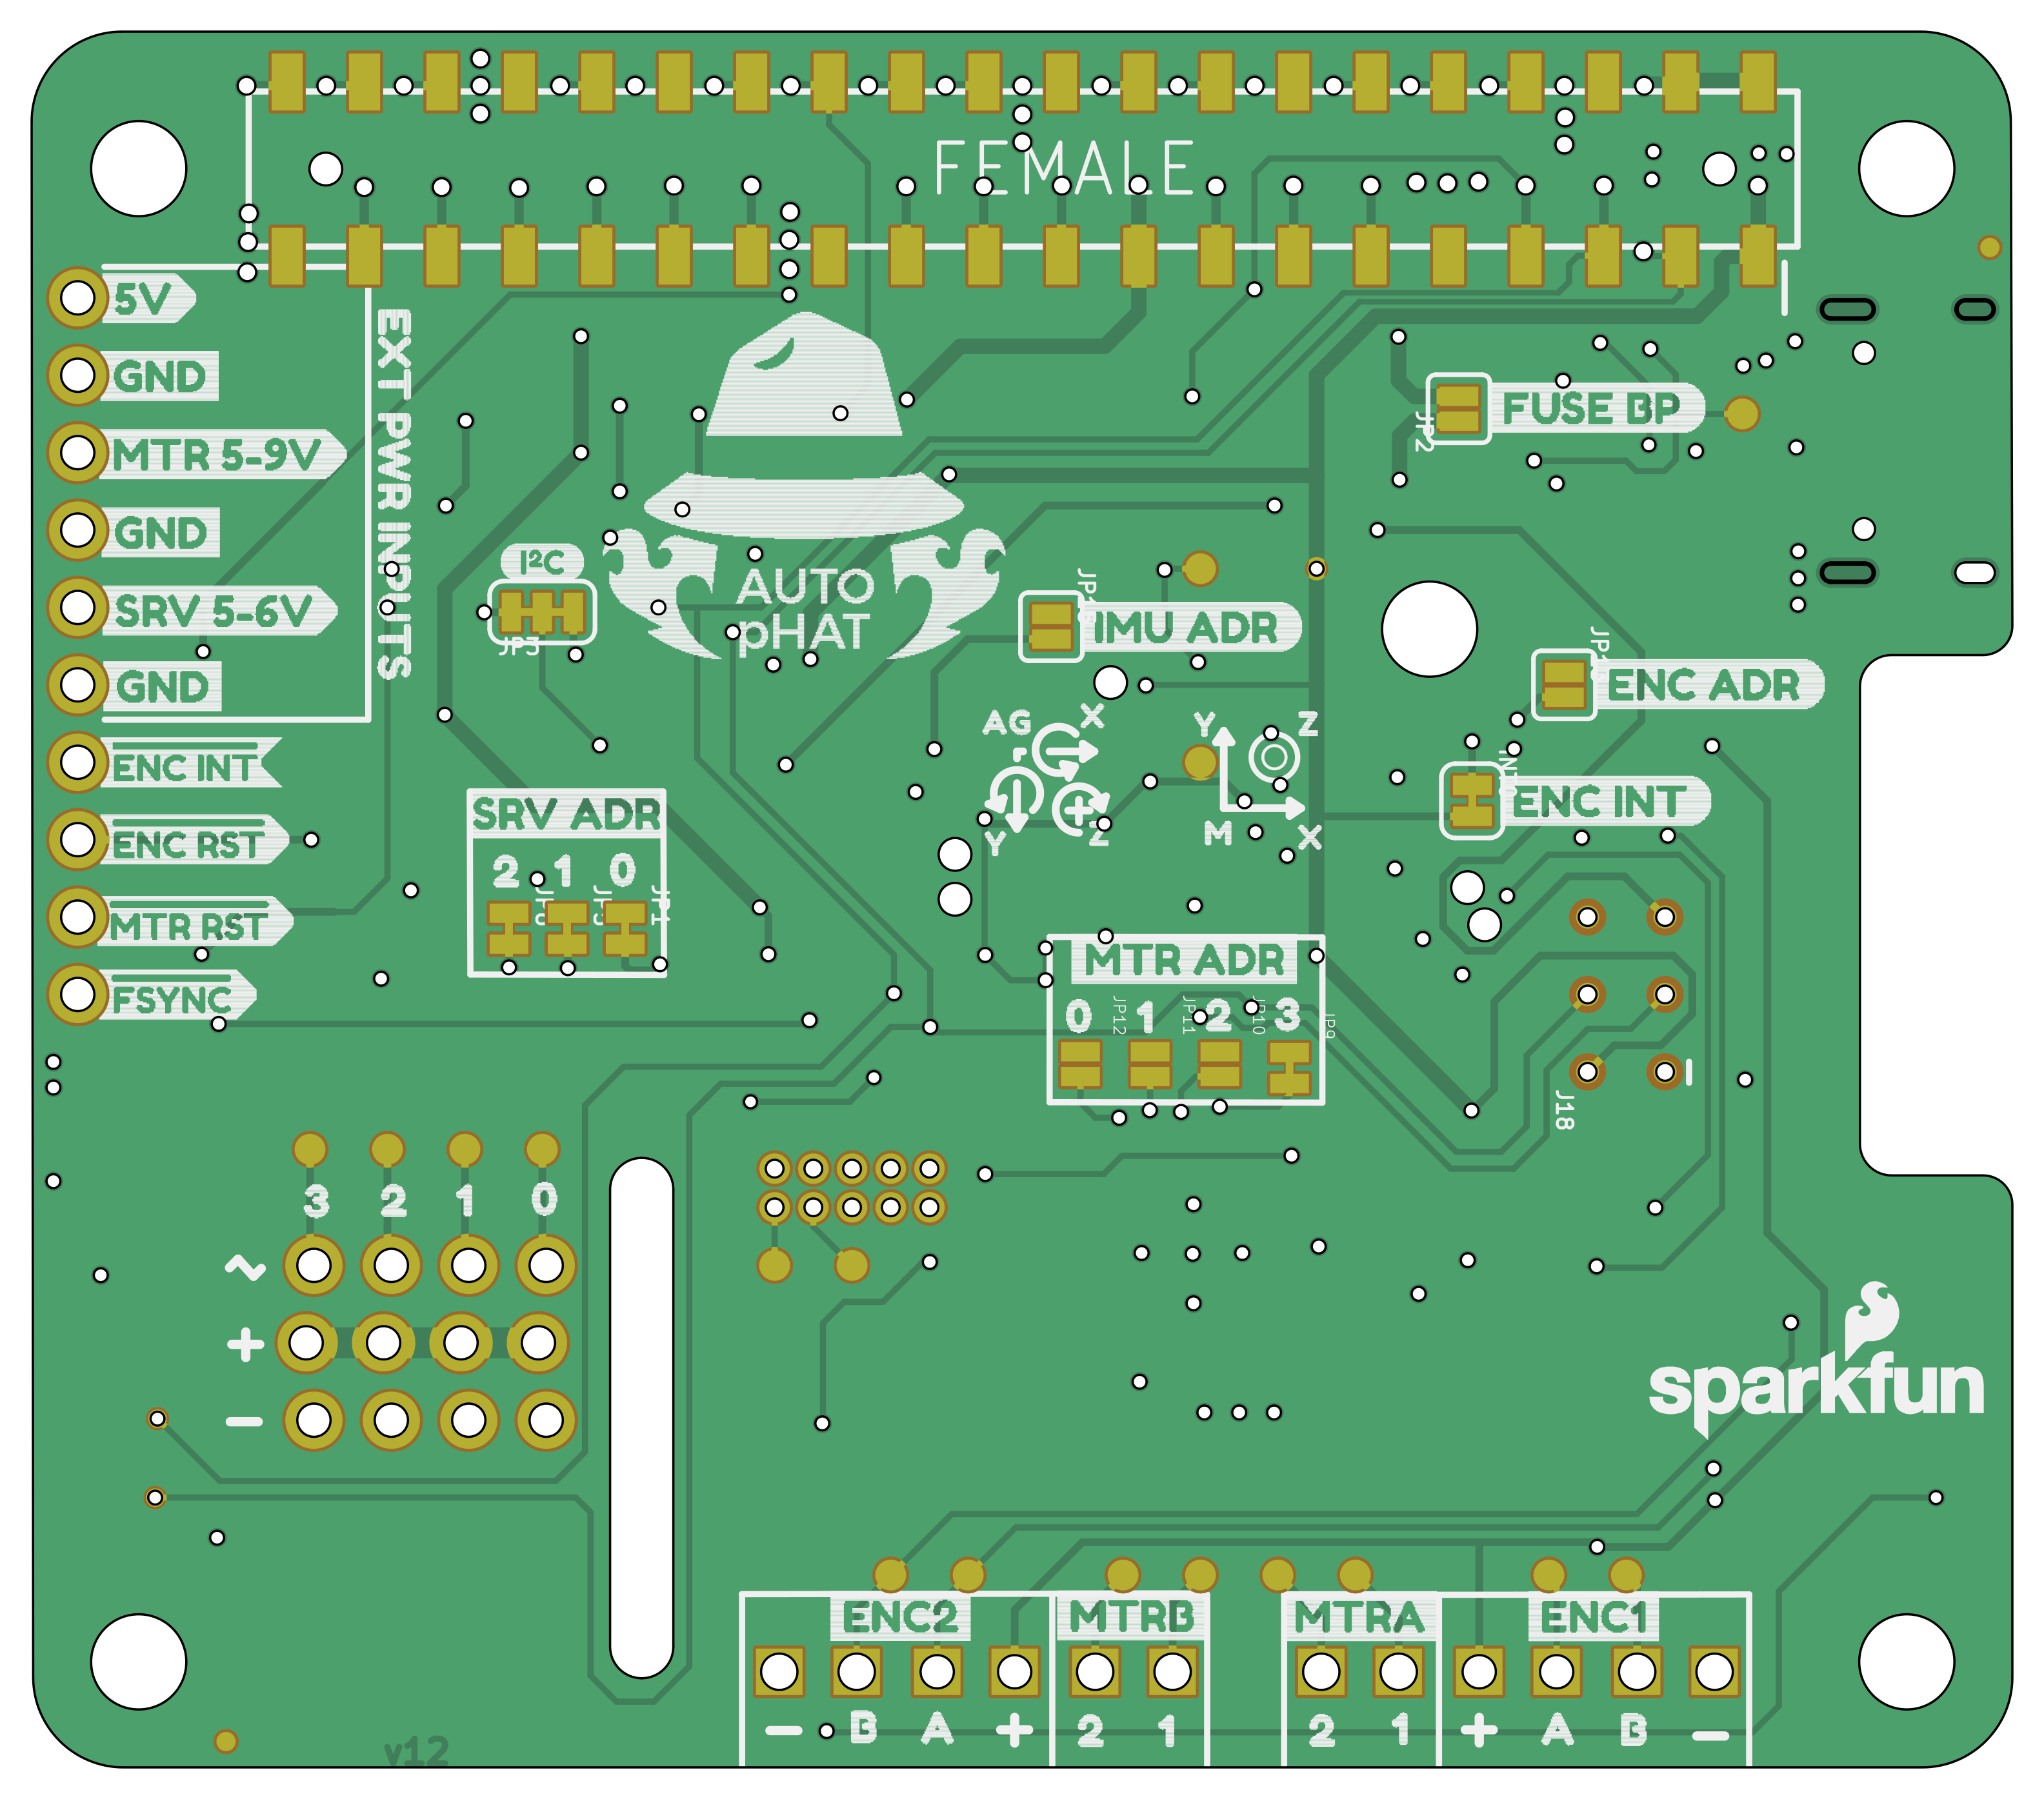 FEMALE
5V
GND
MTR 5-9V
GND
SRV 5-6V
GND
ENC INT
ENC RST
MTR RST
FSYNC
EXT PWR INPUTS
I²C
JP3
AUTO
pHAT
FUSE BP
JP2
IMU ADR
ENC ADR
ENC INT
AG
X
Y
Z
Y
Z
M
X
SRV ADR
2 1 0
JP1
MTR ADR
0 1 2 3
JP12
JP11
JP10
JP9
J18
3 2 1 0
~
+
−
sparkfun
ENC2
MTRB
MTRA
ENC1
− B A +
2 1
2 1
+ A B −
v12